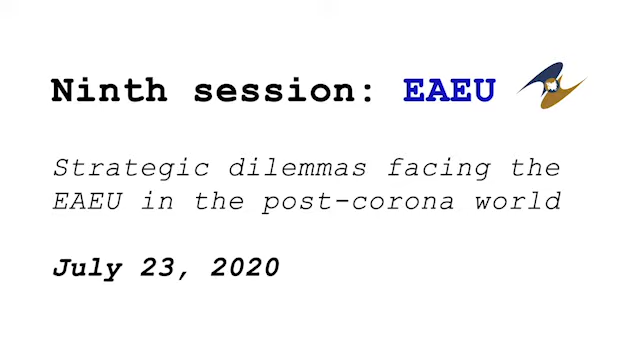 Ninth session: EAEU
Strategic dilemmas facing the
EAEU in the post-corona world
July 23, 2020